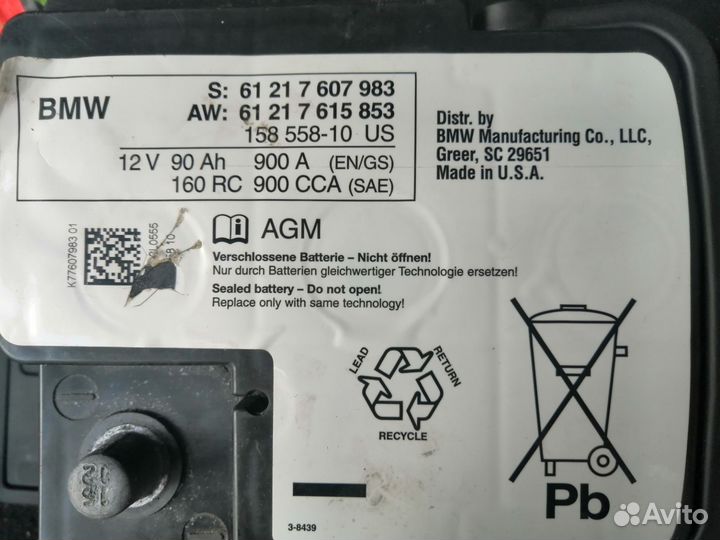 BMW
S: 61 21 7 607 983
AW: 61 21 7 615 853
158 558-10 US
12 V 90 Ah 900 A (EN/GS)
160 RC 900 CCA (SAE)
Distr. by
BMW Manufacturing Co., LLC,
Greer, SC 29651
Made in U.S.A.
K77607983 01
AGM
Verschlossene Batterie - Nicht öffnen!
Nur durch Batterien gleichwertiger Technologie ersetzen!
Sealed battery - Do not open!
Replace only with same technology!
LEAD
RETURN
RECYCLE
Pb
3-8439
Avito